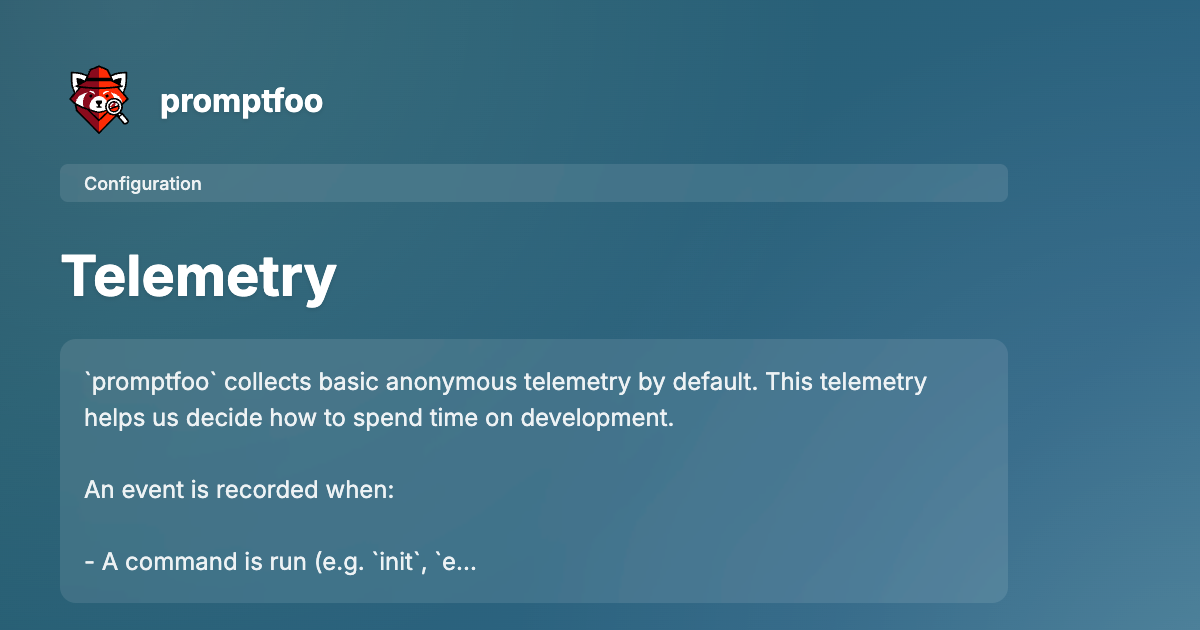 promptfoo
Configuration
Telemetry
`promptfoo` collects basic anonymous telemetry by default. This telemetry
helps us decide how to spend time on development.
An event is recorded when:
- A command is run (e.g. `init`, `e...